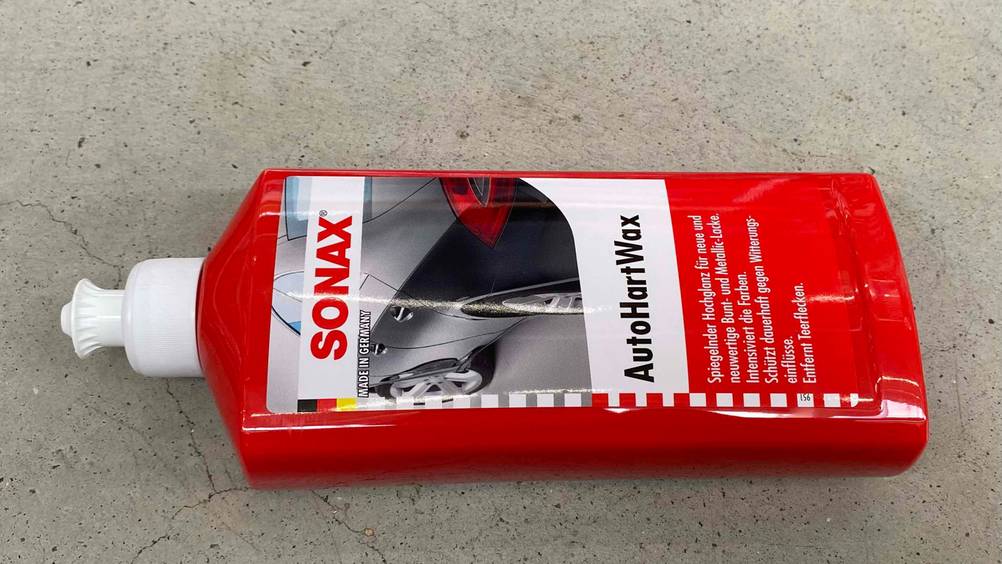 SONAX®
MADE IN GERMANY
AutoHartWax
Spiegelnder Hochglanz für neue und
neuwertige Bunt- und Metallic-Lacke.
Intensiviert die Farben.
Schützt dauerhaft gegen Witterungs-
einflüsse.
Entfernt Teerflecken.